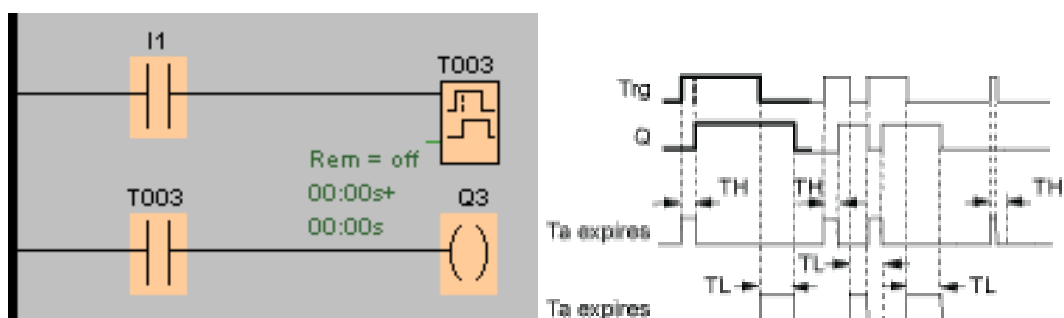 I1
T003
Rem = off
00:00s+
00:00s
T003
Q3
Trg
Q
TH
TH
TH
Ta expires
TL
TL
TL
Ta expires